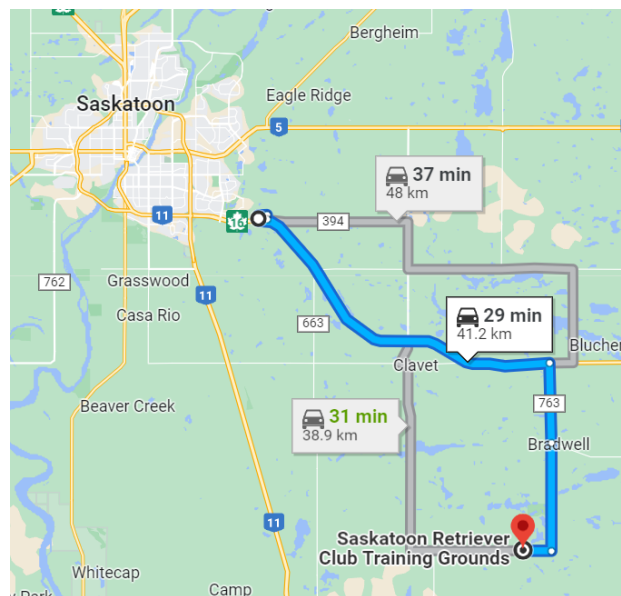 Bergheim
Saskatoon
Eagle Ridge
5
37 min
48 km
11
16
394
762
Grasswood
11
Casa Rio
663
29 min
41.2 km
Blucher
Clavet
763
Beaver Creek
31 min
38.9 km
Bradwell
11
Saskatoon Retriever
Club Training Grounds
Whitecap
Camp
Park